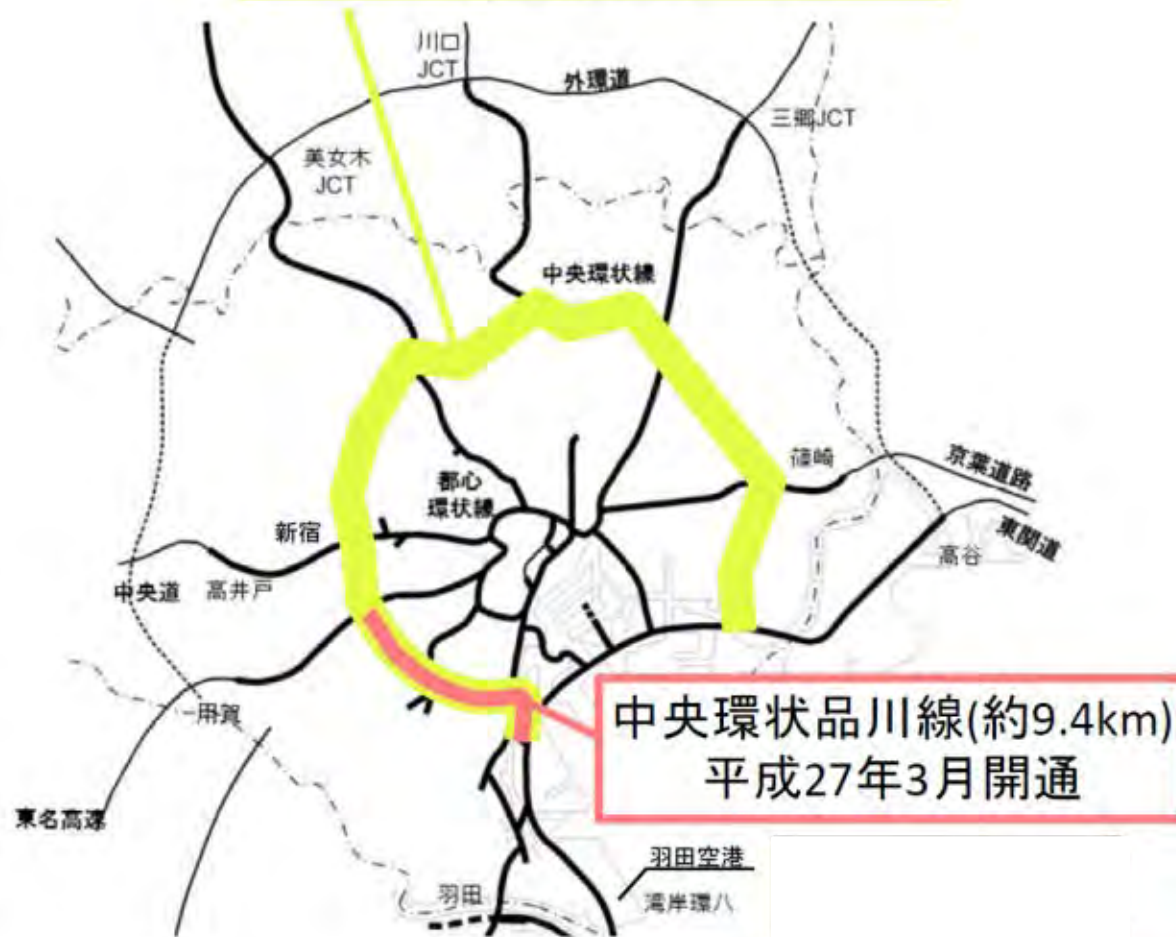 川口
JCT
外環道
三郷JCT
美女木
JCT
中央環状線
篠崎
京葉道路
都心
環状線
東関道
新宿
高谷
中央道
高井戸
用賀
中央環状品川線(約9.4km)
平成27年3月開通
東名高速
羽田空港
羽田
湾岸環八